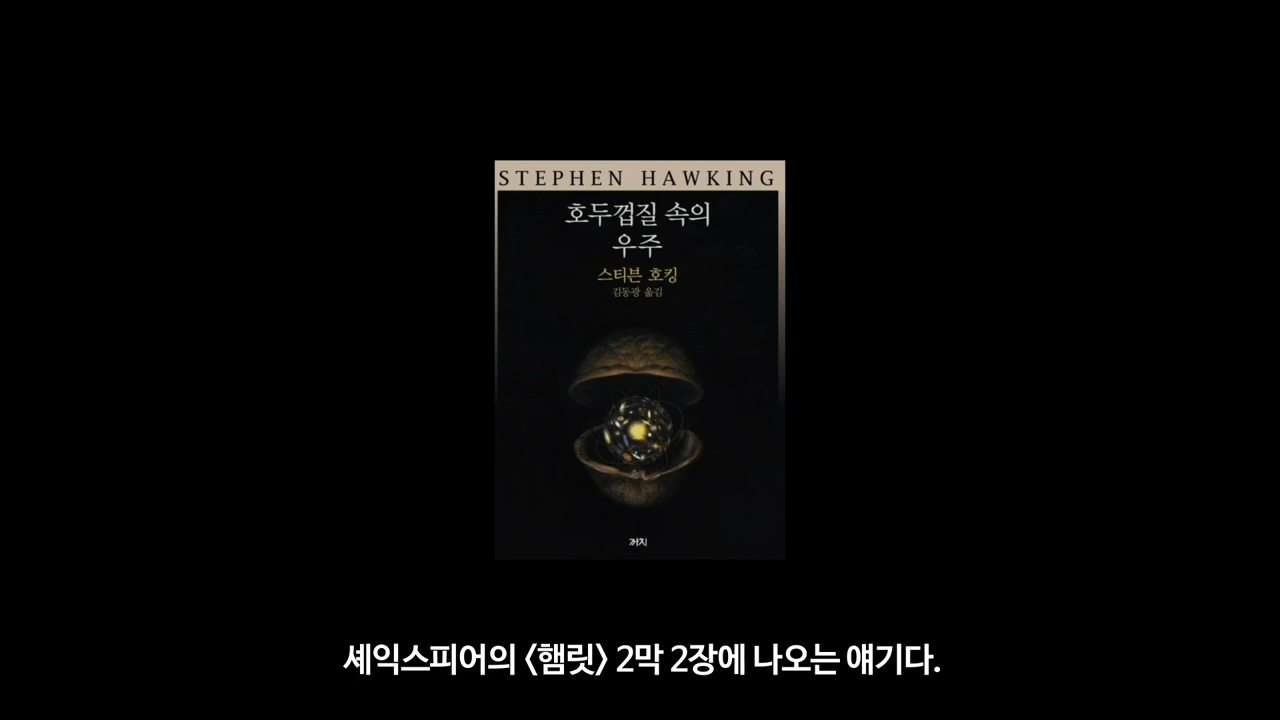 STEPHEN HAWKING
호두껍질 속의
우주
스티븐 호킹
김동광 옮김
까치
셰익스피어의 〈햄릿〉 2막 2장에 나오는 얘기다.